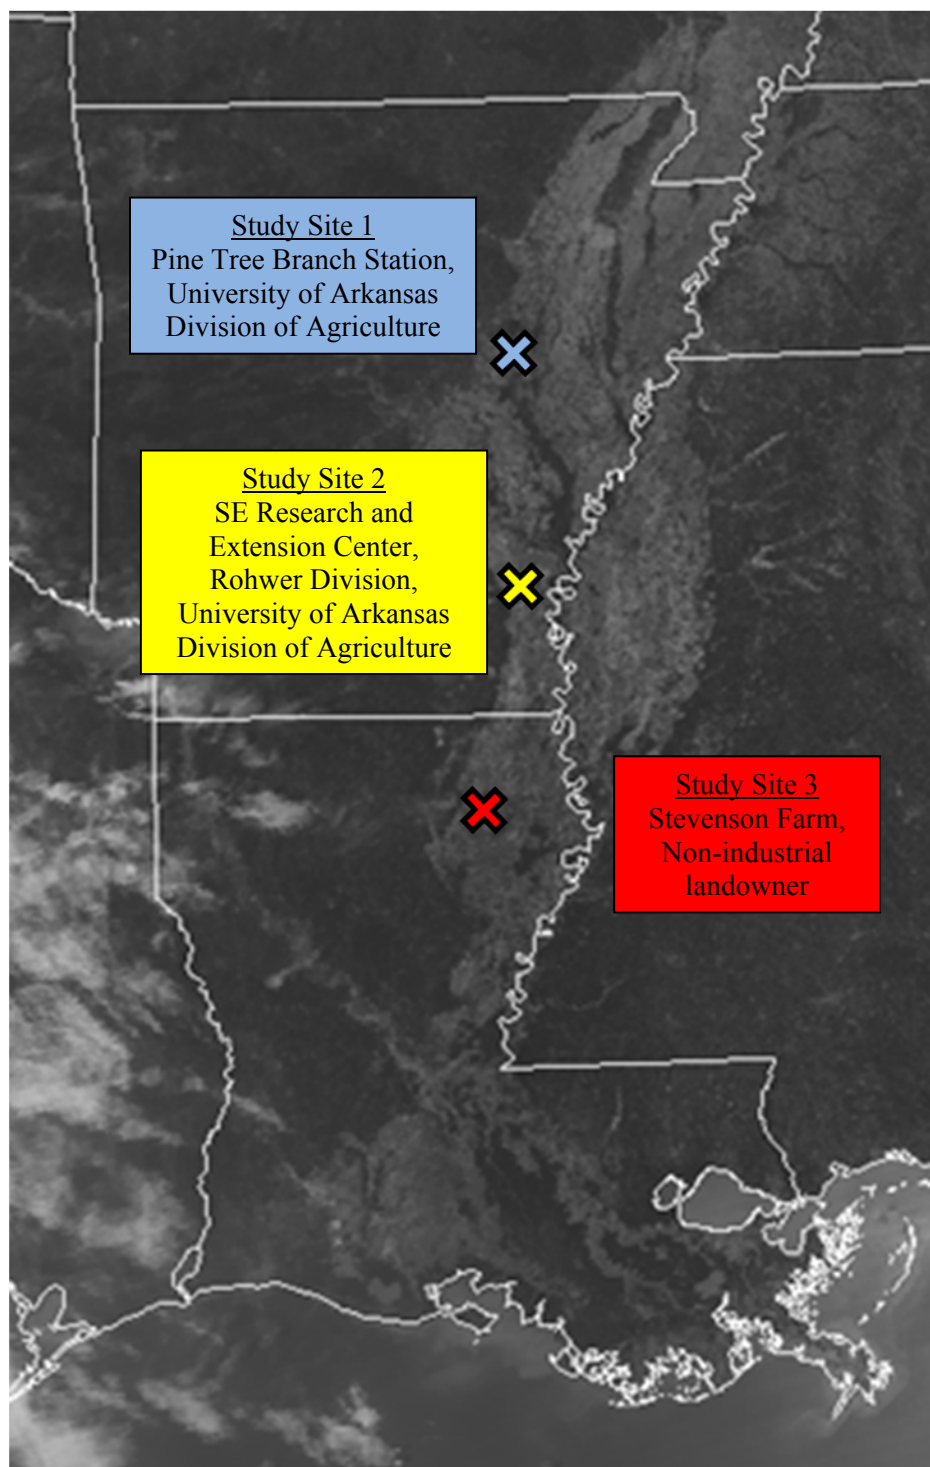 Study Site 1
Pine Tree Branch Station,
University of Arkansas
Division of Agriculture
Study Site 2
SE Research and
Extension Center,
Rohwer Division,
University of Arkansas
Division of Agriculture
Study Site 3
Stevenson Farm,
Non-industrial
landowner